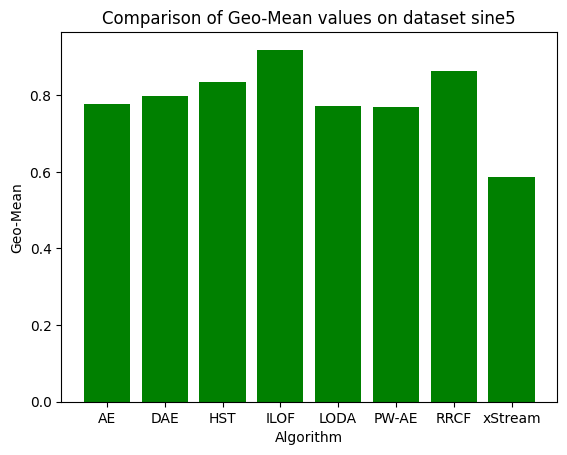 Comparison of Geo-Mean values on dataset sine5
Geo-Mean
0.8
0.6
0.4
0.2
0.0
AE DAE HST ILOF LODA PW-AE RRCF xStream
Algorithm